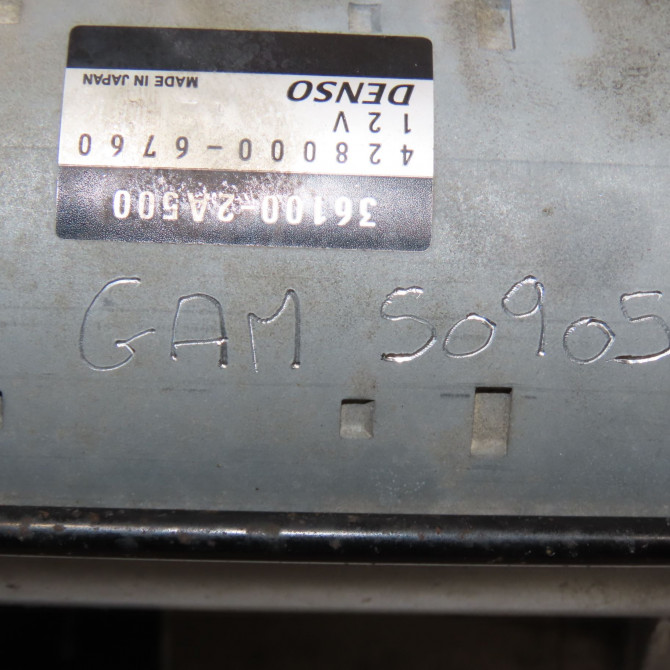 36100-2A500
428000-6760
12V
DENSO MADE IN JAPAN
GAM 50905